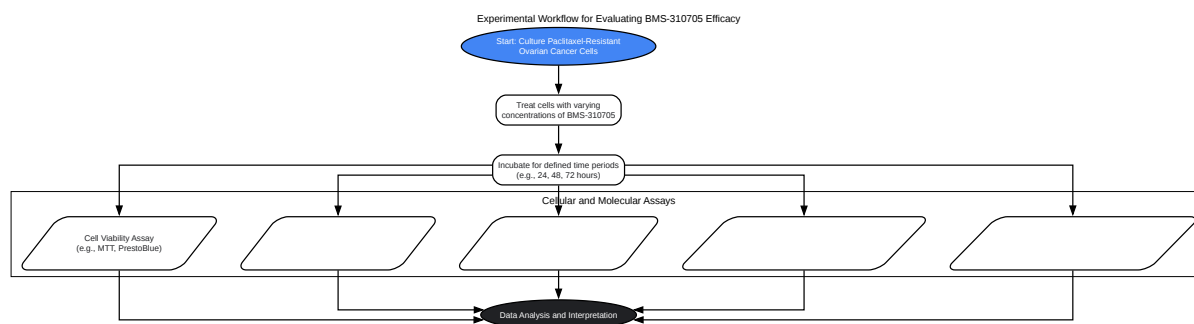 Experimental Workflow for Evaluating BMS-310705 Efficacy
Start: Culture Paclitaxel-Resistant
Ovarian Cancer Cells
Treat cells with varying
concentrations of BMS-310705
Incubate for defined time periods
(e.g., 24, 48, 72 hours)
Cellular and Molecular Assays
Cell Viability Assay
(e.g., MTT, PrestoBlue)
Data Analysis and Interpretation